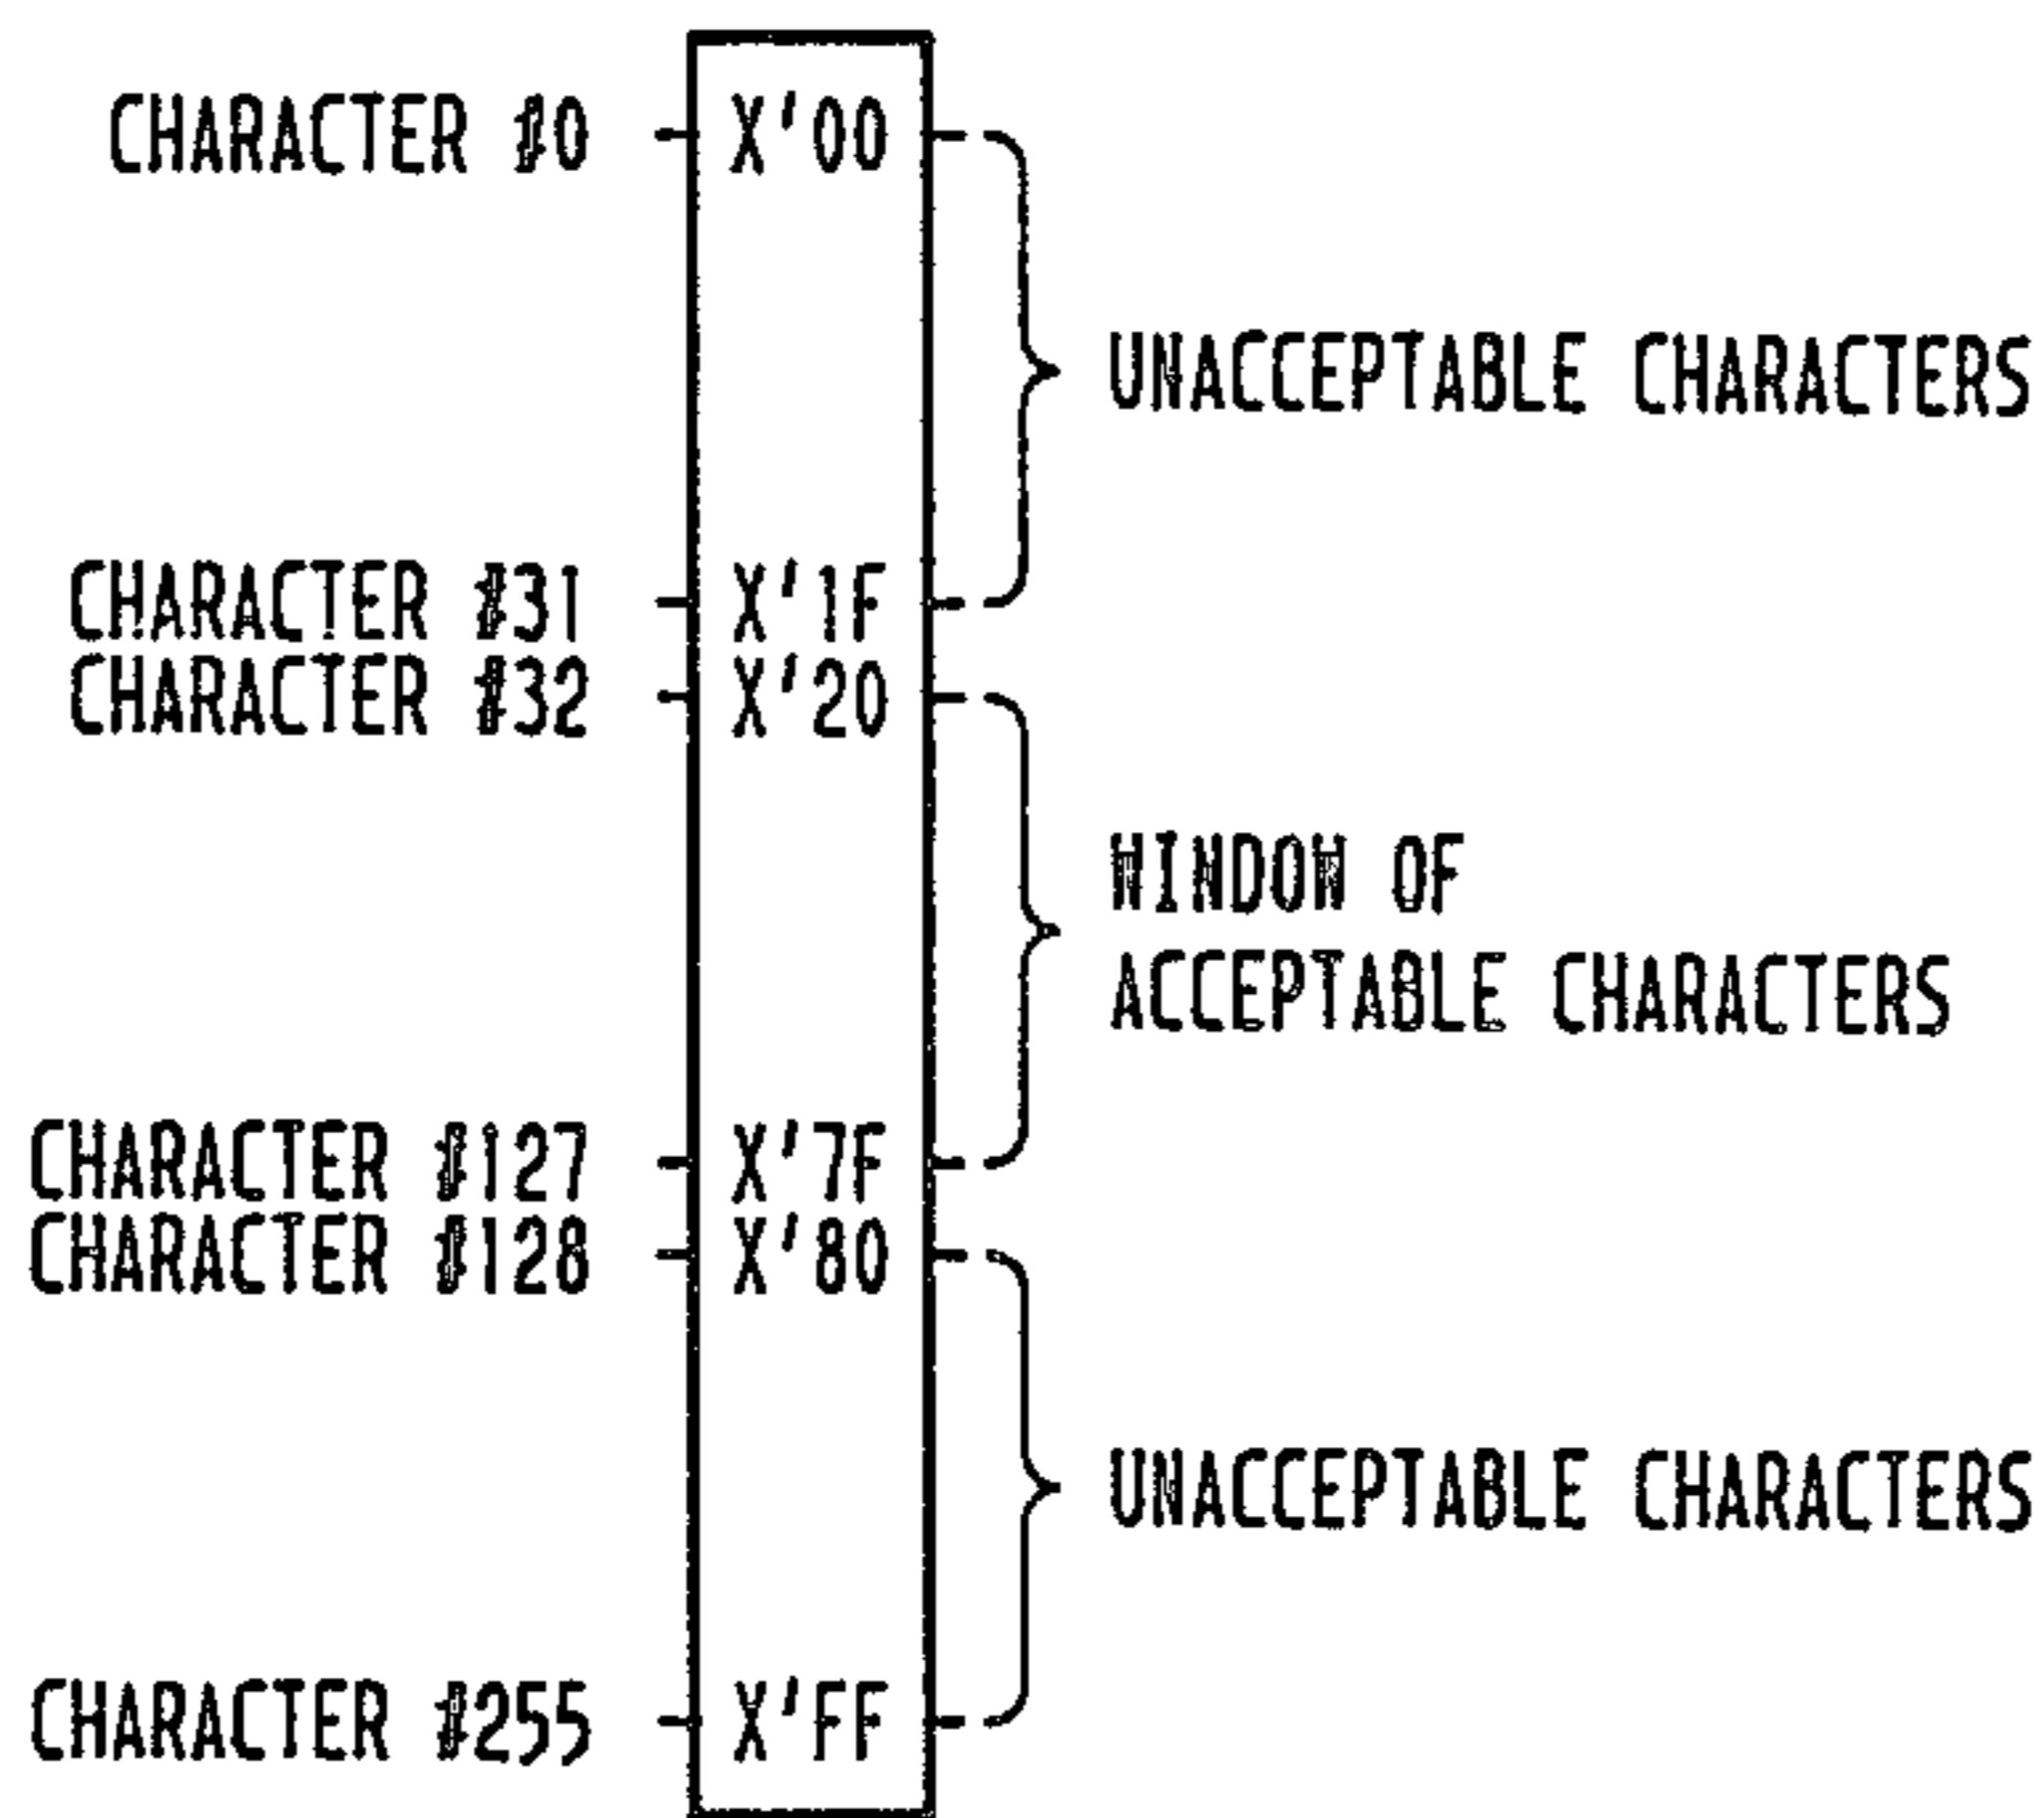 CHARACTER #0 X'00
UNACCEPTABLE CHARACTERS
CHARACTER #31 X'1F
CHARACTER #32 X'20
WINDOW OF
ACCEPTABLE CHARACTERS
CHARACTER #127 X'7F
CHARACTER #128 X'80
UNACCEPTABLE CHARACTERS
CHARACTER #255 X'FF